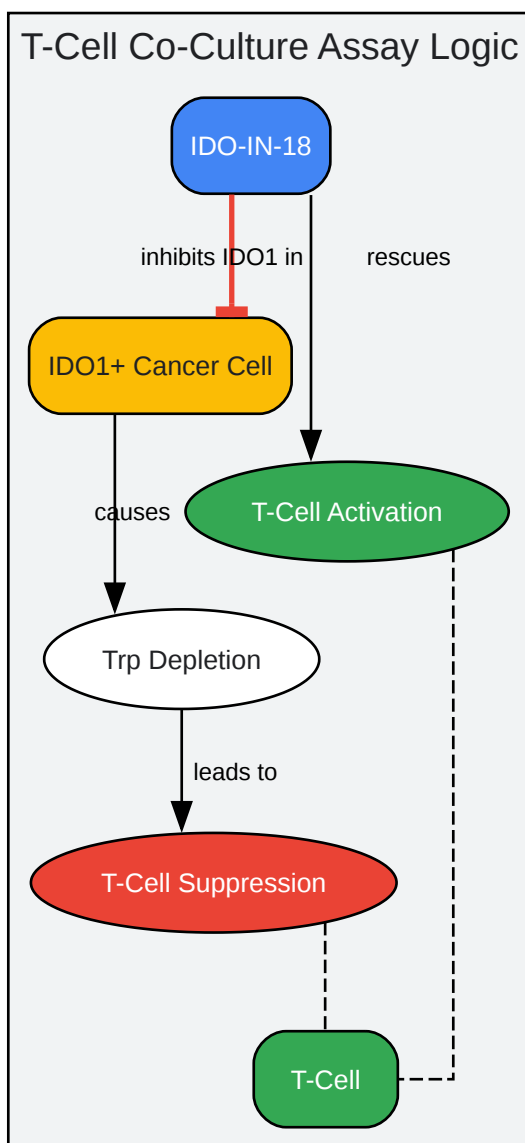 T-Cell Co-Culture Assay Logic
IDO-IN-18
inhibits IDO1 in
rescues
IDO1+ Cancer Cell
causes
T-Cell Activation
Trp Depletion
leads to
T-Cell Suppression
T-Cell